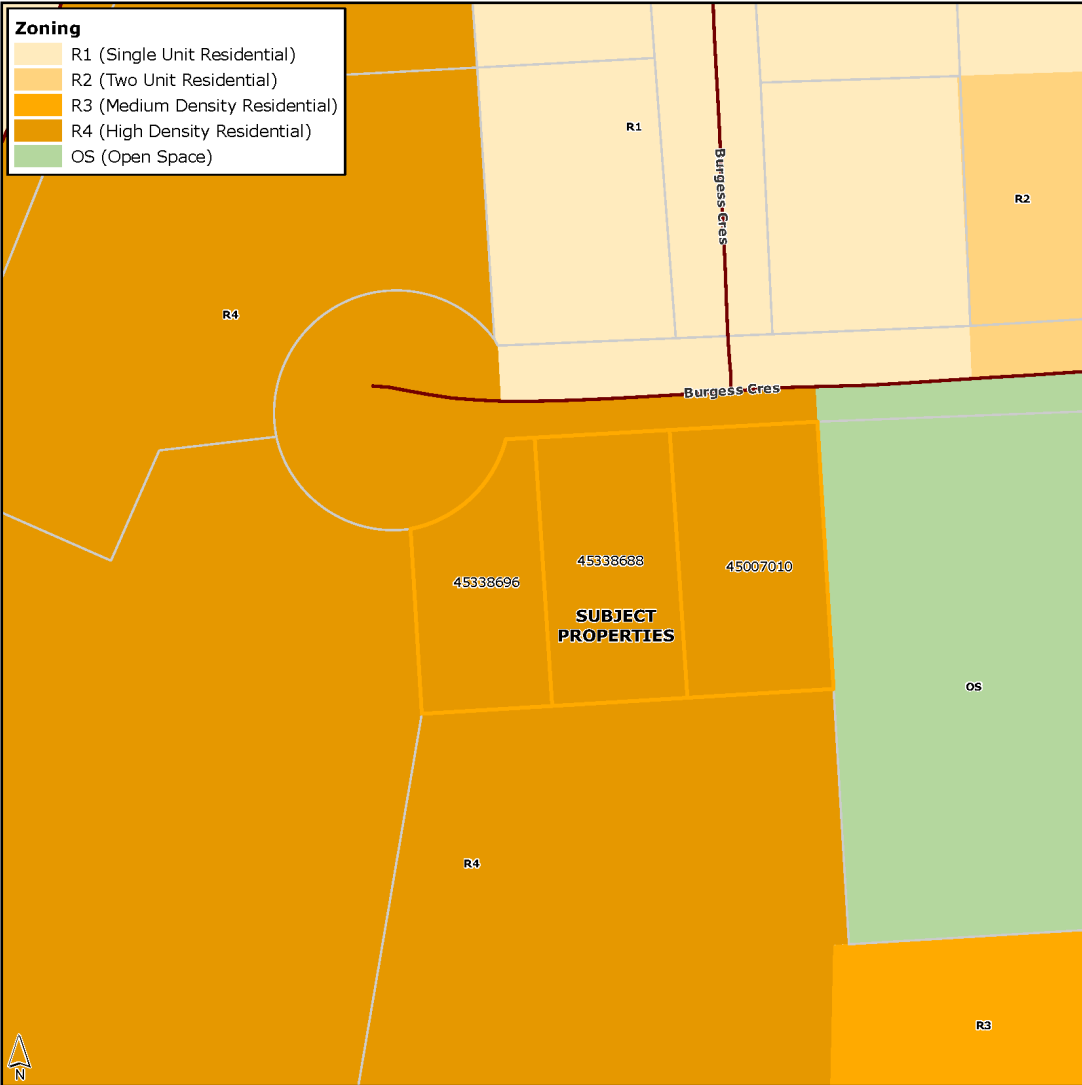 Zoning
R1 (Single Unit Residential)
R2 (Two Unit Residential)
R3 (Medium Density Residential)
R4 (High Density Residential)
OS (Open Space)
R1
Burgess Cres
R2
R4
Burgess Cres
45338688
45007010
45338696
SUBJECT
PROPERTIES
OS
R4
R3
N